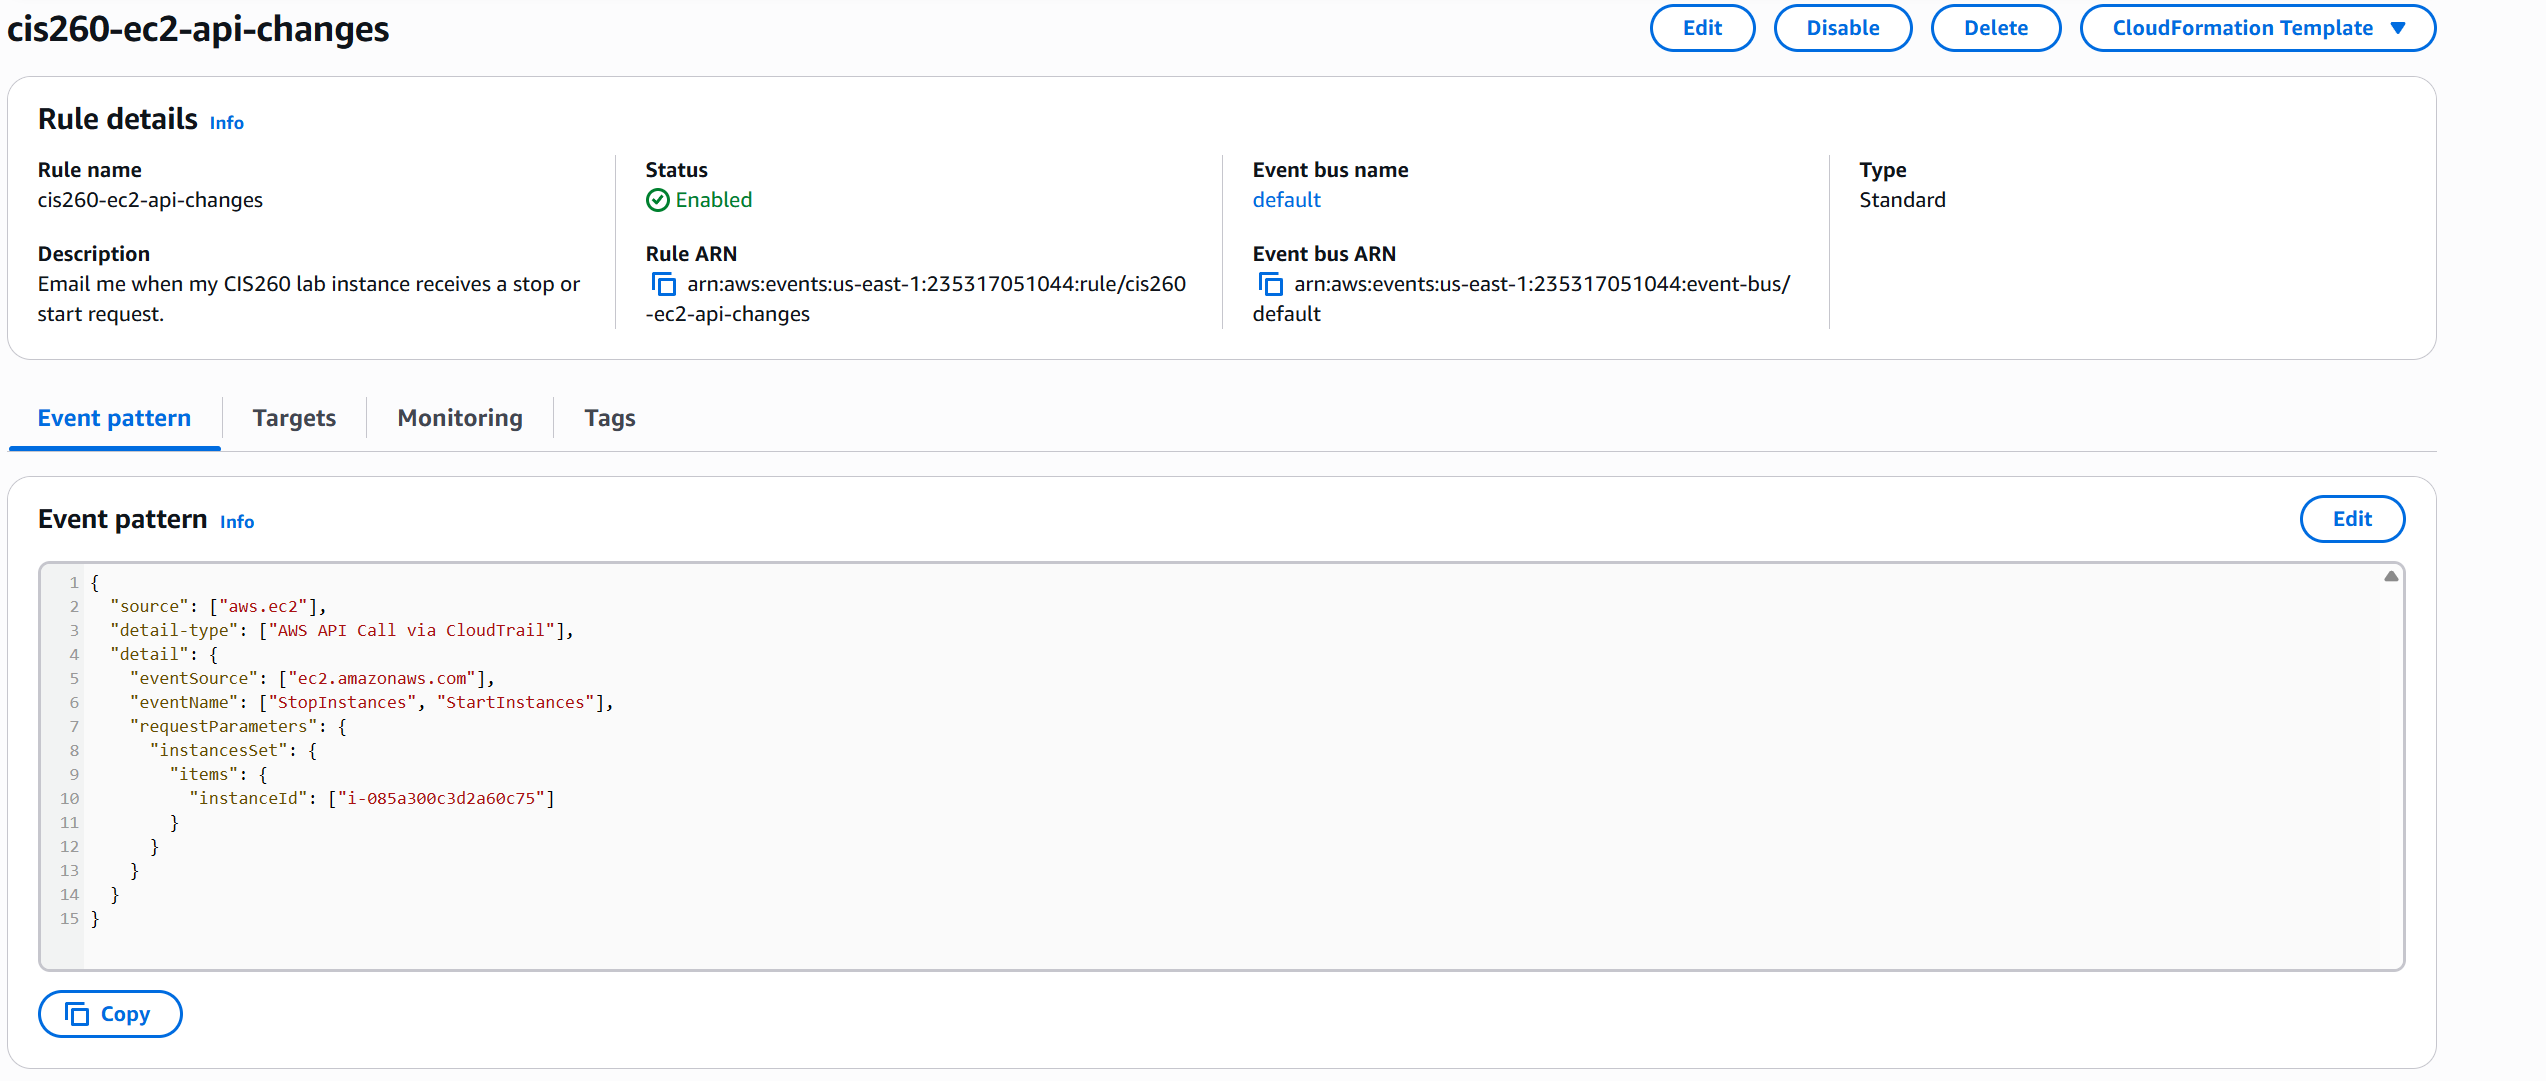 cis260-ec2-api-changes
Edit
Disable
Delete
CloudFormation Template
Rule details Info
Rule name
cis260-ec2-api-changes
Description
Email me when my CIS260 lab instance receives a stop or
start request.
Status
Enabled
Rule ARN
arn:aws:events:us-east-1:235317051044:rule/cis260
-ec2-api-changes
Event bus name
default
Event bus ARN
arn:aws:events:us-east-1:235317051044:event-bus/
default
Type
Standard
Event pattern
Targets
Monitoring
Tags
Event pattern Info
Edit
1 {
2   "source": ["aws.ec2"],
3   "detail-type": ["AWS API Call via CloudTrail"],
4   "detail": {
5     "eventSource": ["ec2.amazonaws.com"],
6     "eventName": ["StopInstances", "StartInstances"],
7     "requestParameters": {
8       "instancesSet": {
9         "items": {
10           "instanceId": ["i-085a300c3d2a60c75"]
11         }
12       }
13     }
14   }
15 }
Copy